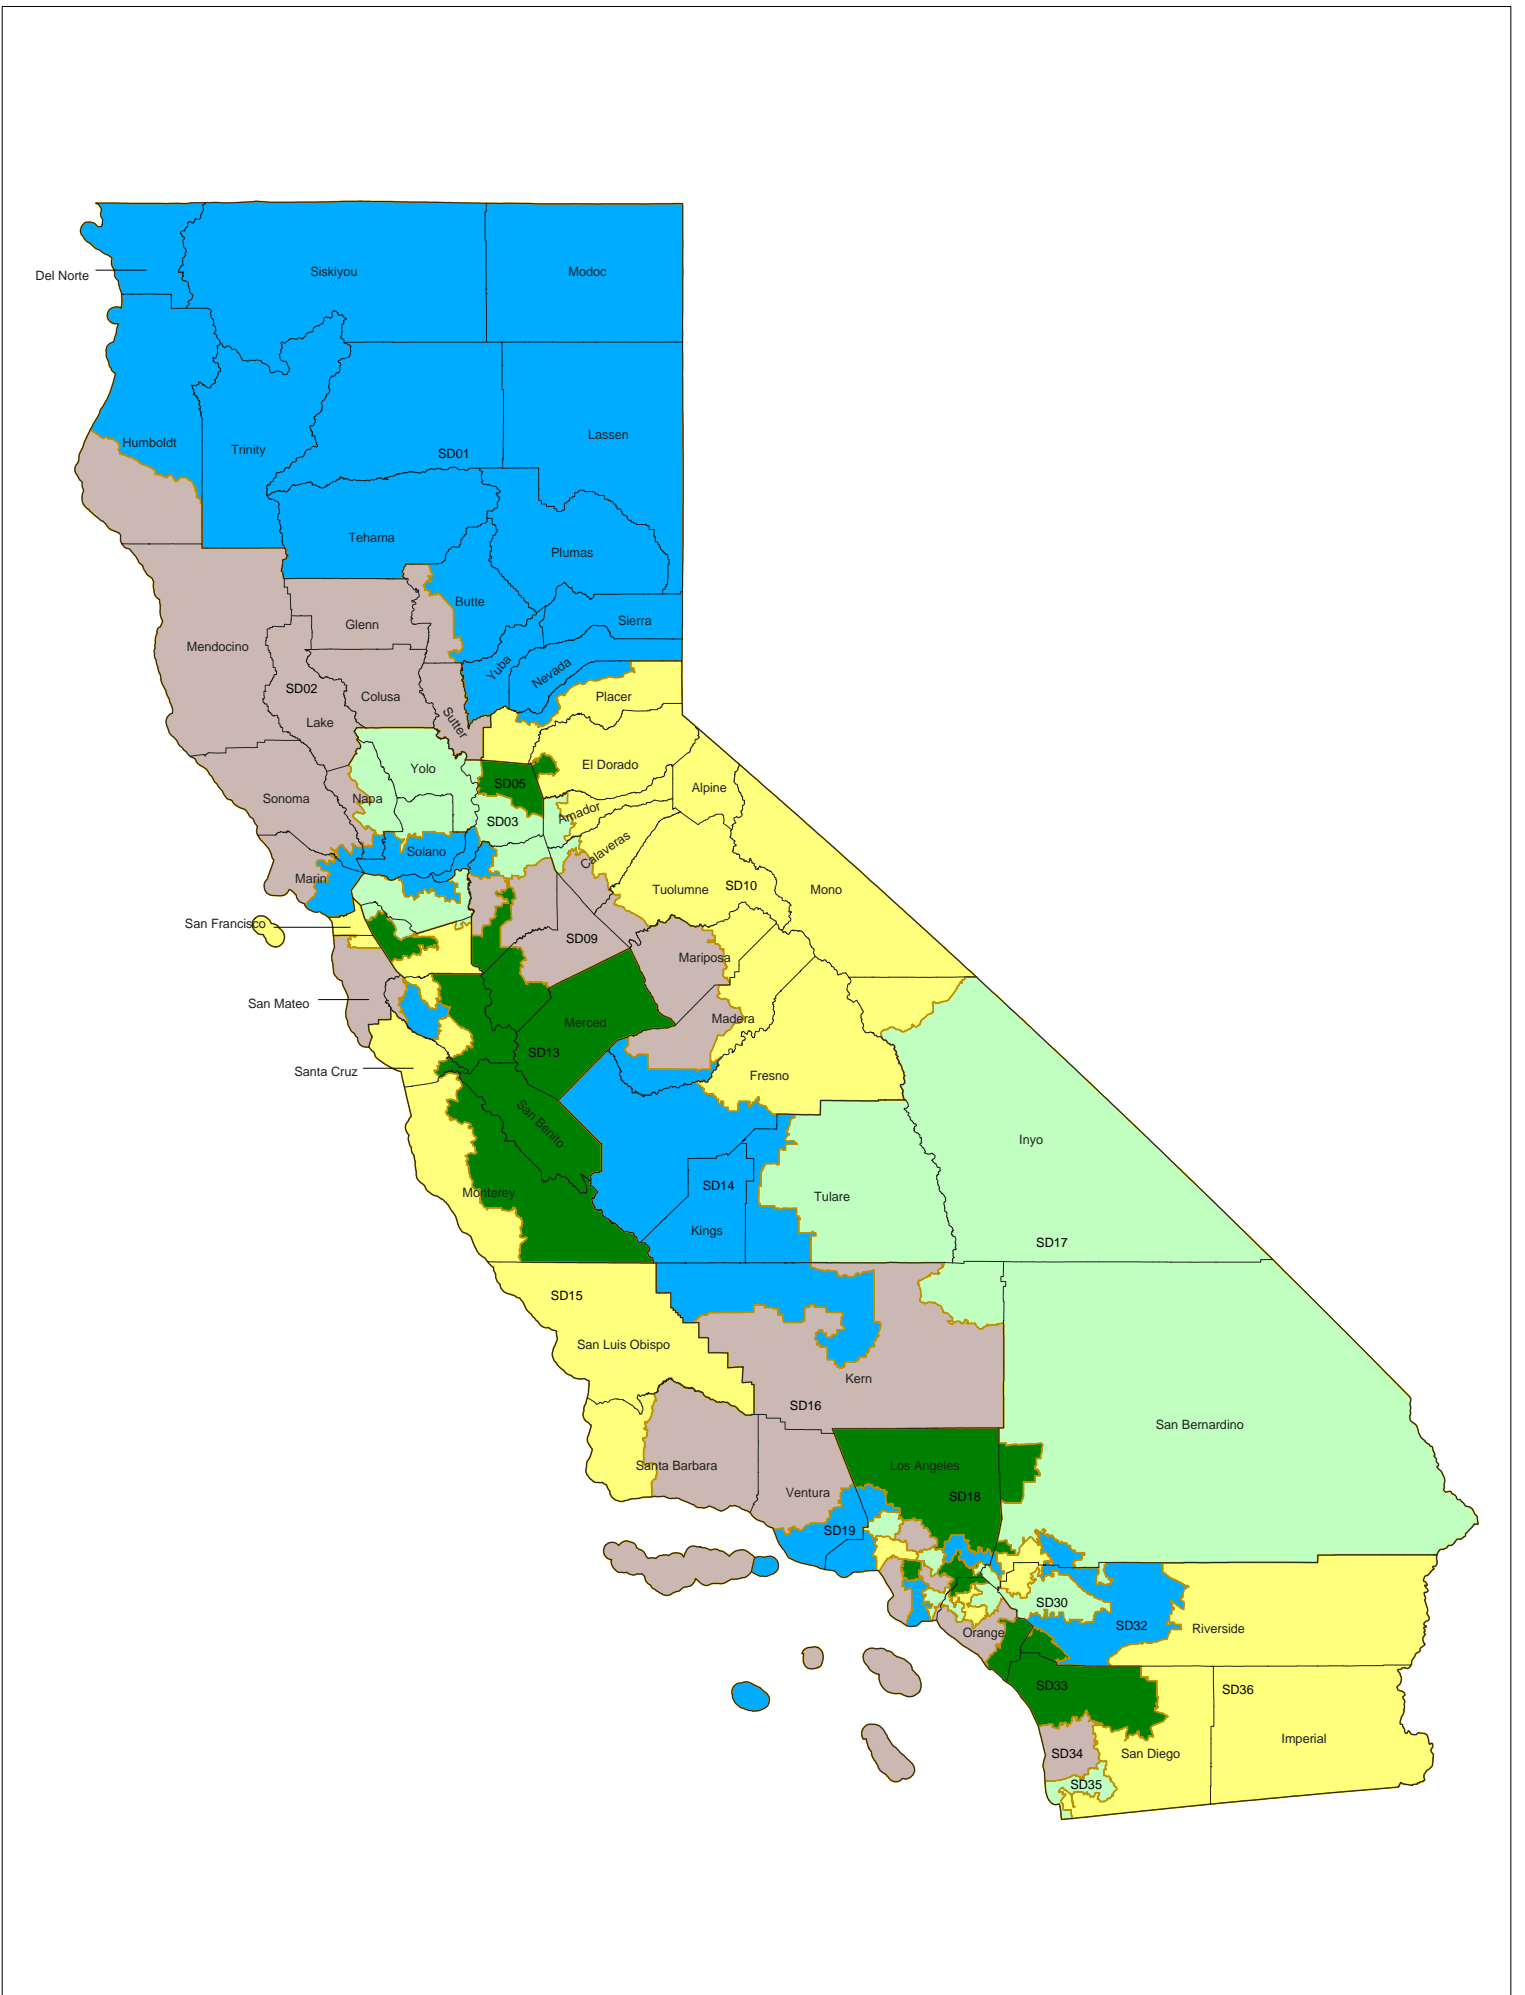 Del Norte
Siskiyou
Modoc
Humboldt
Trinity
SD01
Lassen
Tehama
Plumas
Butte
Sierra
Glenn
Mendocino
Yuba
Nevada
SD02
Colusa
Placer
Lake
Sutter
El Dorado
Yolo
SD05
Alpine
Sonoma
Napa
Amador
SD03
Calaveras
Solano
Marin
Tuolumne
SD10
Mono
San Francisco
SD09
Mariposa
San Mateo
Madera
Merced
SD13
Santa Cruz
Fresno
San Benito
Inyo
Monterey
SD14
Tulare
Kings
SD17
SD15
San Luis Obispo
Kern
SD16
San Bernardino
Santa Barbara
Los Angeles
Ventura
SD18
SD19
SD30
SD32
Riverside
Orange
SD33
SD36
Imperial
SD34
San Diego
SD35